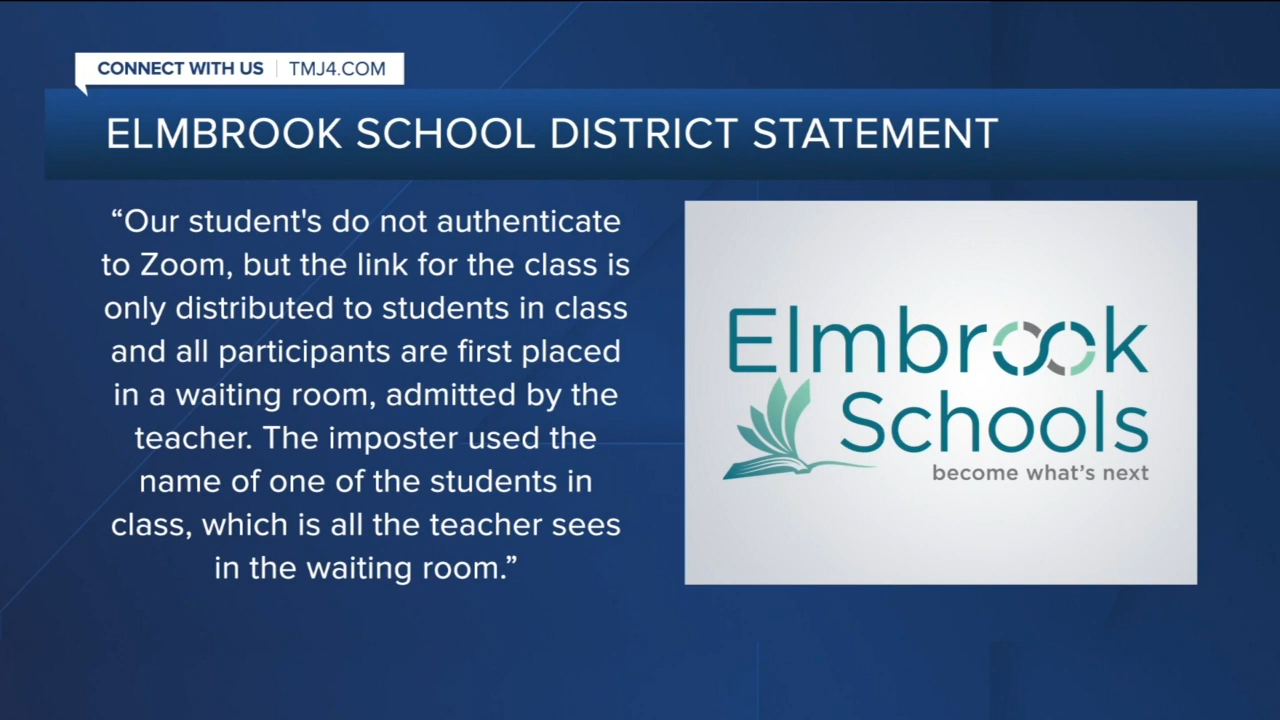 CONNECT WITH US | TMJ4.COM
ELMBROOK SCHOOL DISTRICT STATEMENT
“Our student's do not authenticate
to Zoom, but the link for the class is
only distributed to students in class
and all participants are first placed
in a waiting room, admitted by the
teacher. The imposter used the
name of one of the students in
class, which is all the teacher sees
in the waiting room.”
Elmbrook
Schools
become what's next